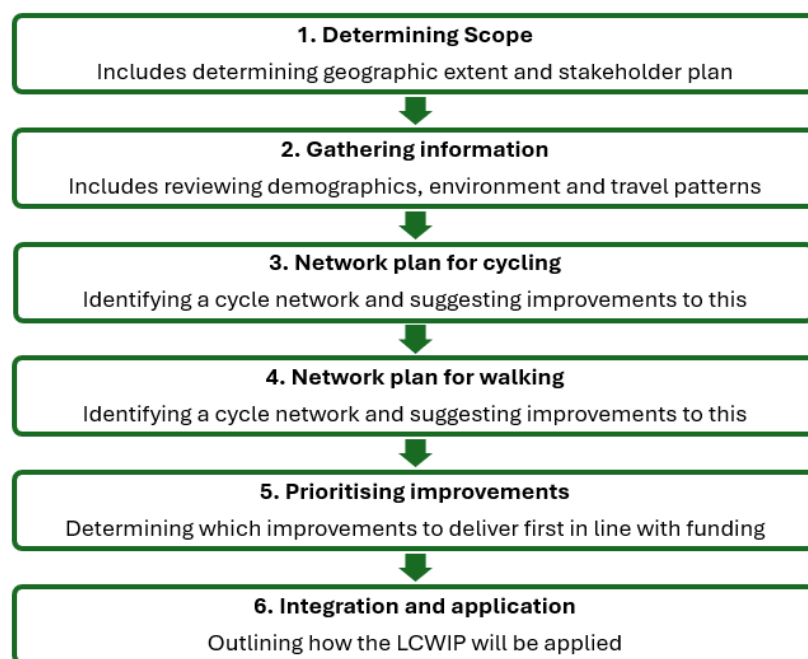 1. Determining Scope
Includes determining geographic extent and stakeholder plan
2. Gathering information
Includes reviewing demographics, environment and travel patterns
3. Network plan for cycling
Identifying a cycle network and suggesting improvements to this
4. Network plan for walking
Identifying a cycle network and suggesting improvements to this
5. Prioritising improvements
Determining which improvements to deliver first in line with funding
6. Integration and application
Outlining how the LCWIP will be applied